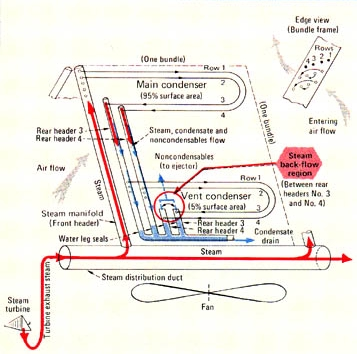 Edge view
(Bundle frame)
Rows
4 3 2 1
Entering
air flow
(One bundle)
Row 1
2
3
4
Main condenser
(95% surface area)
(One bundle)
Rear header 3
Rear header 4
Steam, condensate and
noncondensables flow
Air flow
Steam
Noncondensables
(to ejector)
Steam
back-flow
region
(Between rear
headers No. 3
and No. 4)
Row 1
2
3
4
Vent condenser
(5% surface area)
Rear header 3
Rear header 4
Steam manifold
(Front header)
Water leg seals
Condensate
drain
Steam
Steam distribution duct
Turbine exhaust steam
Steam
turbine
Fan